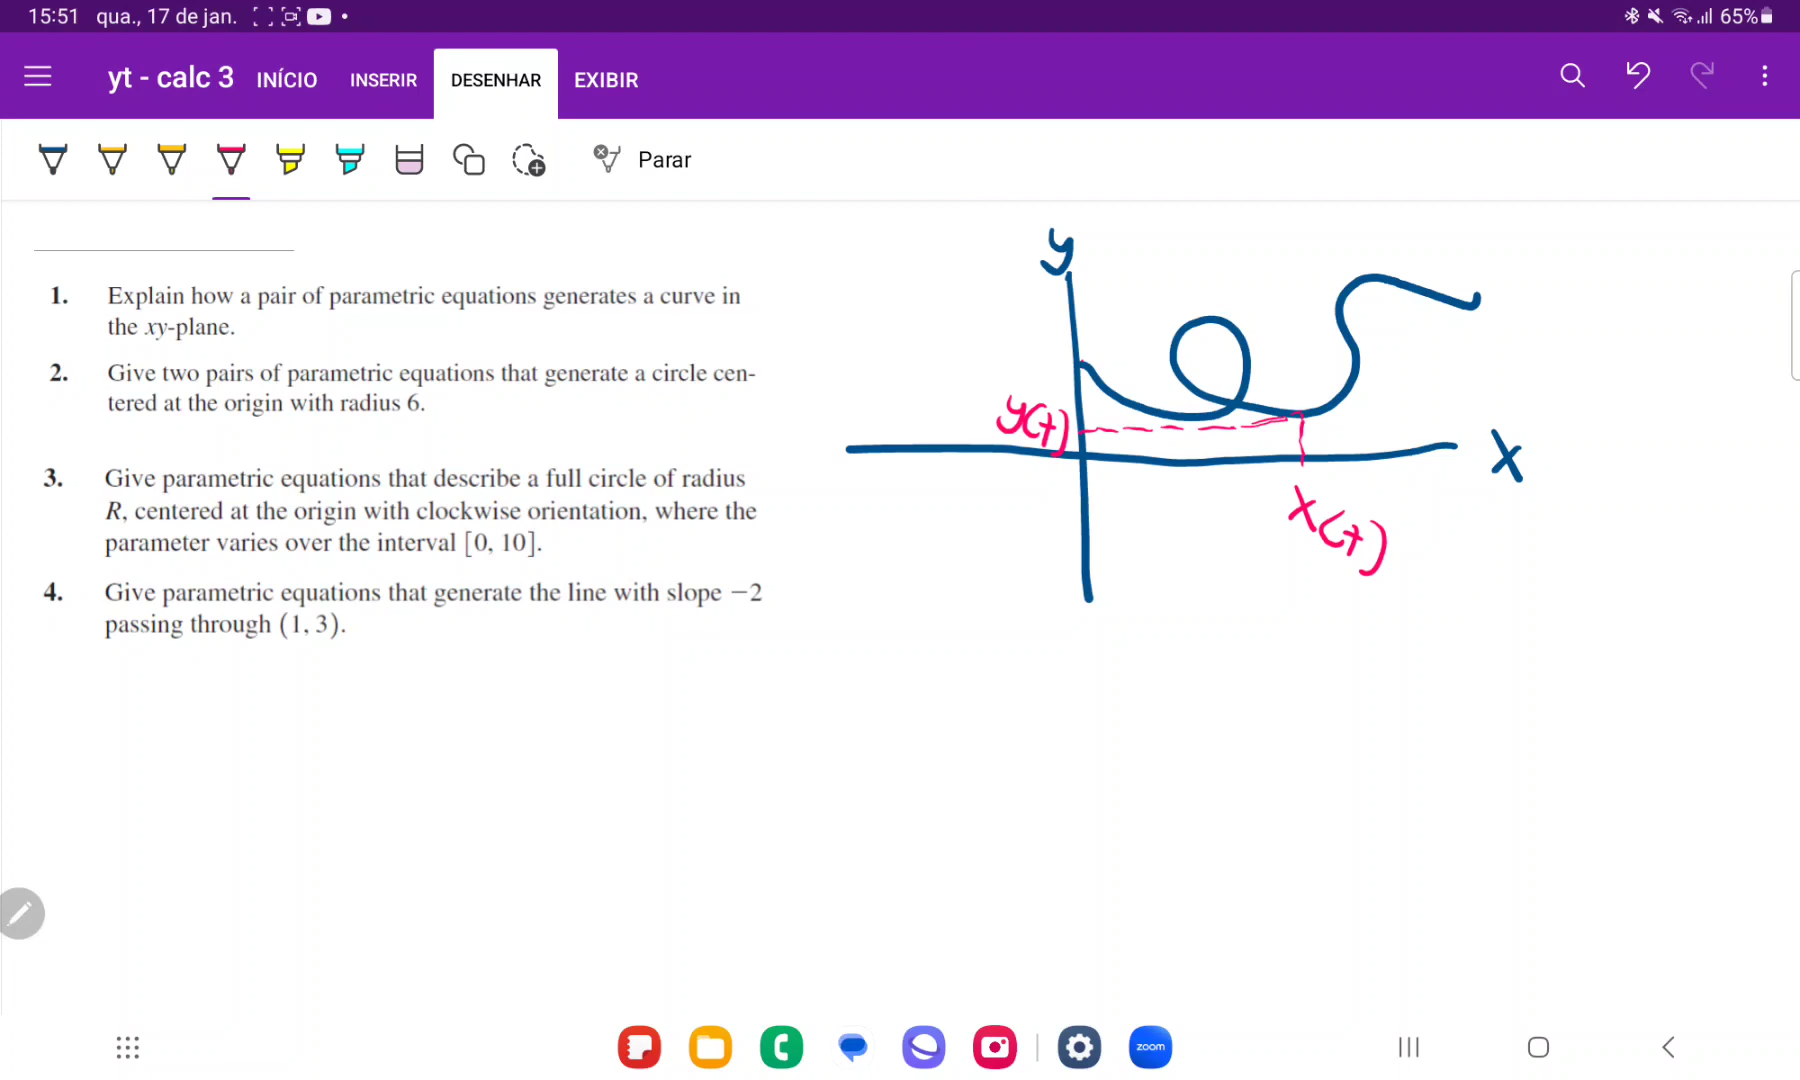 15:51 qua., 17 de jan.
65%
yt - calc 3
INÍCIO
INSERIR
DESENHAR
EXIBIR
Parar
1. Explain how a pair of parametric equations generates a curve in
the xy-plane.
2. Give two pairs of parametric equations that generate a circle cen-
tered at the origin with radius 6.
3. Give parametric equations that describe a full circle of radius
R, centered at the origin with clockwise orientation, where the
parameter varies over the interval [0, 10].
4. Give parametric equations that generate the line with slope −2
passing through (1, 3).
y
y(t)
x
x(t)
zoom